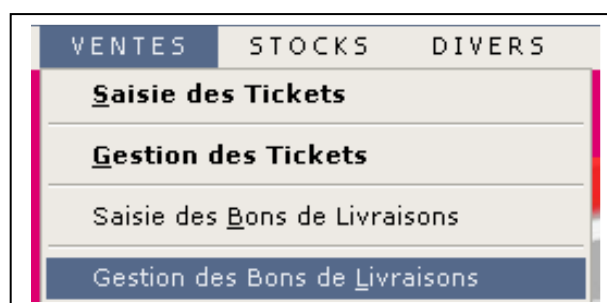 VENTES STOCKS DIVERS
Saisie des Tickets
Gestion des Tickets
Saisie des Bons de Livraisons
Gestion des Bons de Livraisons